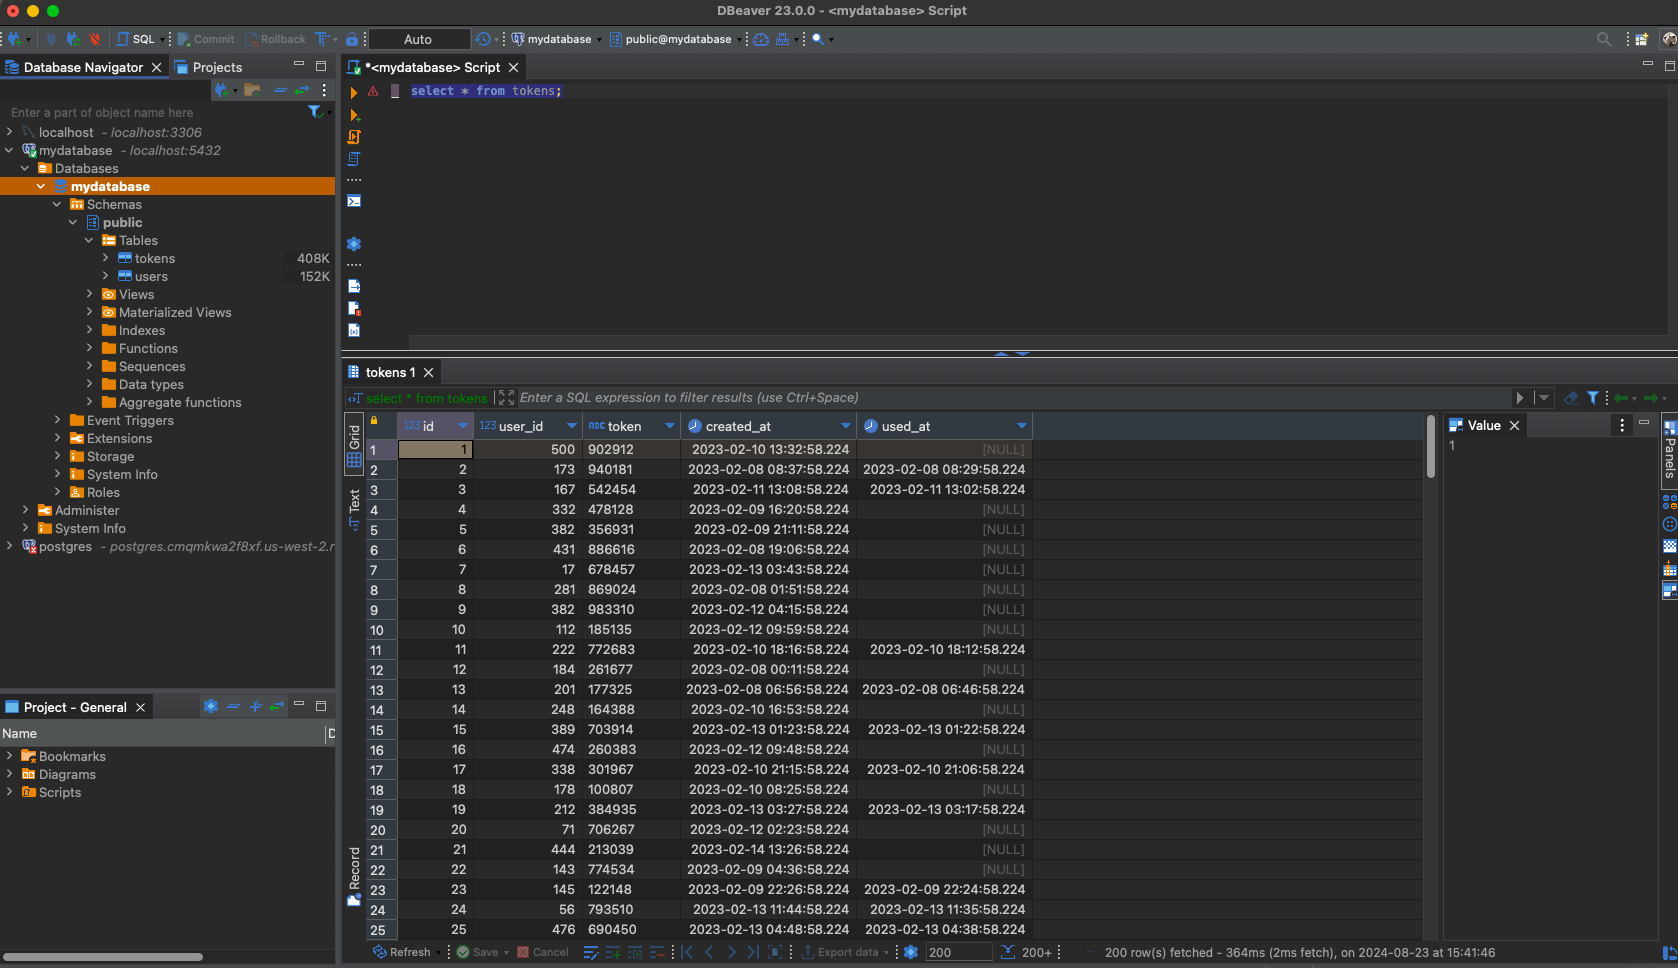 DBeaver 23.0.0 - <mydatabase> Script
SQL Commit Rollback Auto mydatabase public@mydatabase
Database Navigator Projects
Enter a part of object name here
localhost - localhost:3306
mydatabase - localhost:5432
Databases
mydatabase
Schemas
public
Tables
tokens 408K
users 152K
Views
Materialized Views
Indexes
Functions
Sequences
Data types
Aggregate functions
Event Triggers
Extensions
Storage
System Info
Roles
Administer
System Info
postgres - postgres.cmqmkwa2f8xf.us-west-2.r
Project - General
Name D
Bookmarks
Diagrams
Scripts
*<mydatabase> Script
select * from tokens;
tokens 1
select * from tokens Enter a SQL expression to filter results (use Ctrl+Space)
Grid
Text
Record
123 id 123 user_id ABC token created_at used_at
1 1 500 902912 2023-02-10 13:32:58.224 [NULL]
2 2 173 940181 2023-02-08 08:37:58.224 2023-02-08 08:29:58.224
3 3 167 542454 2023-02-11 13:08:58.224 2023-02-11 13:02:58.224
4 4 332 478128 2023-02-09 16:20:58.224 [NULL]
5 5 382 356931 2023-02-09 21:11:58.224 [NULL]
6 6 431 886616 2023-02-08 19:06:58.224 [NULL]
7 7 17 678457 2023-02-13 03:43:58.224 [NULL]
8 8 281 869024 2023-02-08 01:51:58.224 [NULL]
9 9 382 983310 2023-02-12 04:15:58.224 [NULL]
10 10 112 185135 2023-02-12 09:59:58.224 [NULL]
11 11 222 772683 2023-02-10 18:16:58.224 2023-02-10 18:12:58.224
12 12 184 261677 2023-02-08 00:11:58.224 [NULL]
13 13 201 177325 2023-02-08 06:56:58.224 2023-02-08 06:46:58.224
14 14 248 164388 2023-02-10 16:53:58.224 [NULL]
15 15 389 703914 2023-02-13 01:23:58.224 2023-02-13 01:22:58.224
16 16 474 260383 2023-02-12 09:48:58.224 [NULL]
17 17 338 301967 2023-02-10 21:15:58.224 2023-02-10 21:06:58.224
18 18 178 100807 2023-02-10 08:25:58.224 [NULL]
19 19 212 384935 2023-02-13 03:27:58.224 2023-02-13 03:17:58.224
20 20 71 706267 2023-02-12 02:23:58.224 [NULL]
21 21 444 213039 2023-02-14 13:26:58.224 [NULL]
22 22 143 774534 2023-02-09 04:36:58.224 [NULL]
23 23 145 122148 2023-02-09 22:26:58.224 2023-02-09 22:24:58.224
24 24 56 793510 2023-02-13 11:44:58.224 2023-02-13 11:35:58.224
25 25 476 690450 2023-02-13 04:48:58.224 2023-02-13 04:38:58.224
Value
1
Panels
Refresh Save Cancel Export data 200 200+ 200 row(s) fetched - 364ms (2ms fetch), on 2024-08-23 at 15:41:46